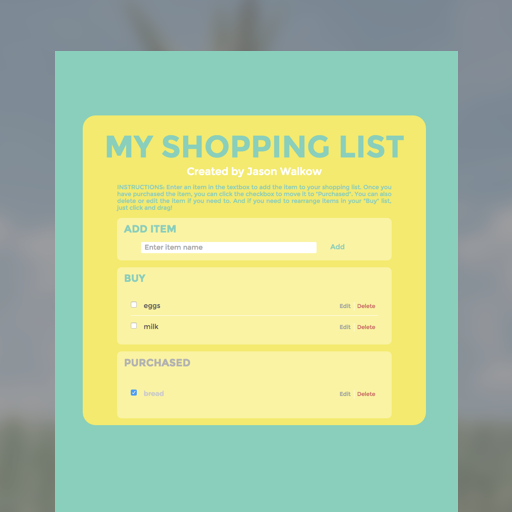 MY SHOPPING LIST
Created by Jason Walkow
INSTRUCTIONS: Enter an item in the textbox to add the item to your shopping list. Once you
have purchased the item, you can click the checkbox to move it to "Purchased". You can also
delete or edit the item if you need to. And if you need to rearrange items in your "Buy" list,
just click and drag!
ADD ITEM
Enter item name Add
BUY
eggs Edit Delete
milk Edit Delete
PURCHASED
bread Edit Delete